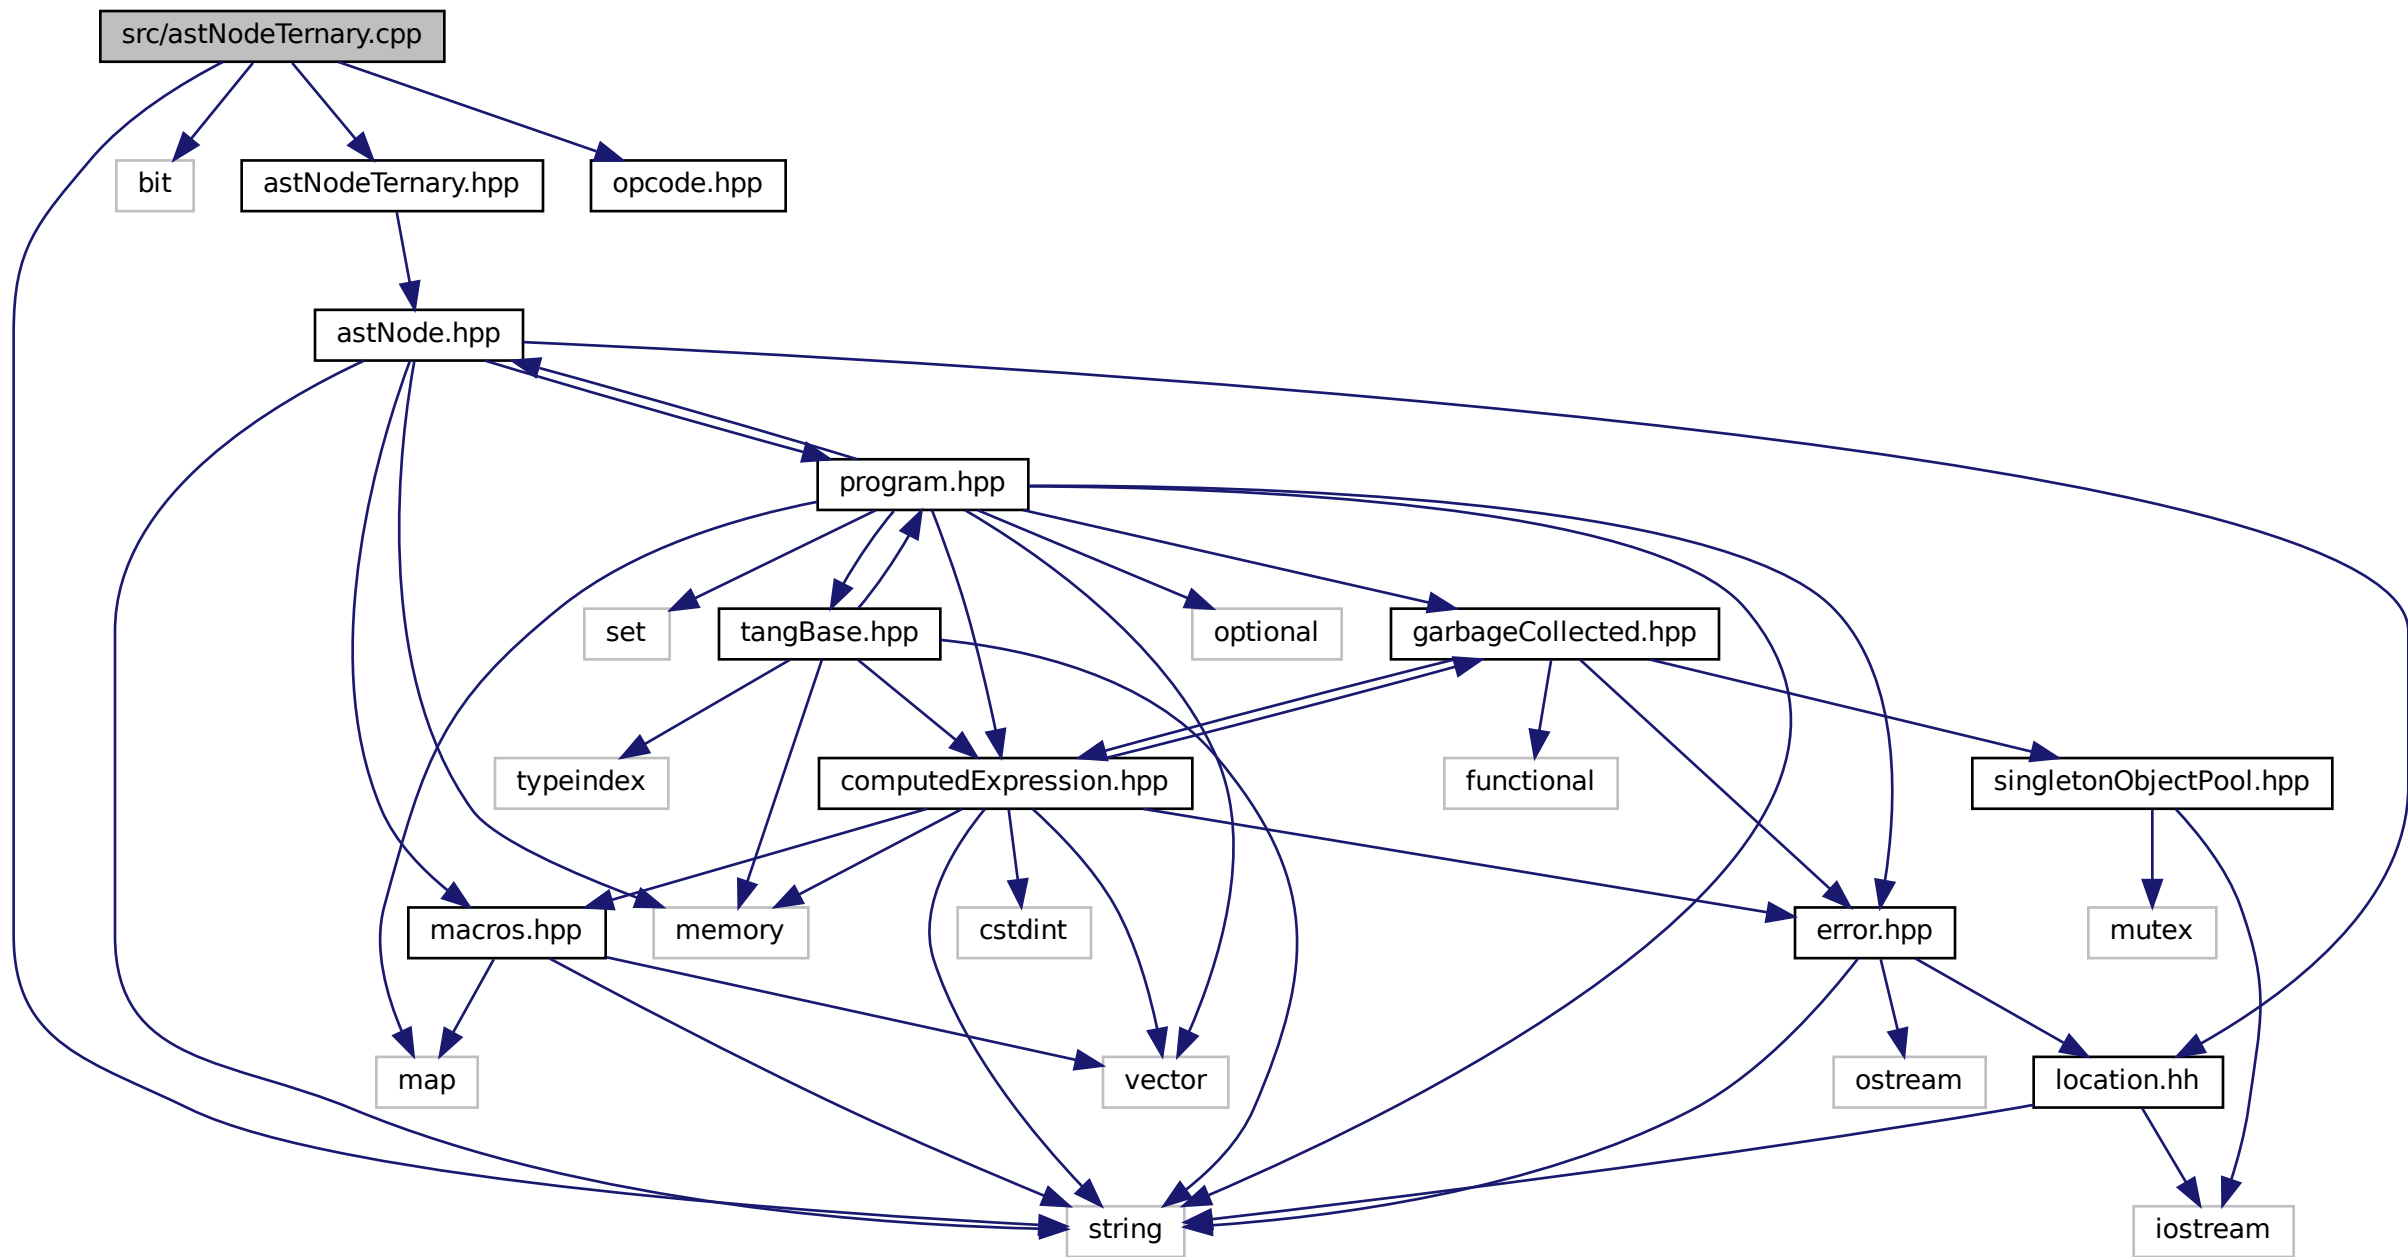 src/astNodeTernary.cpp
bit
astNodeTernary.hpp
opcode.hpp
astNode.hpp
program.hpp
set
tangBase.hpp
optional
garbageCollected.hpp
typeindex
computedExpression.hpp
functional
singletonObjectPool.hpp
macros.hpp
memory
cstdint
error.hpp
mutex
map
vector
ostream
location.hh
string
iostream